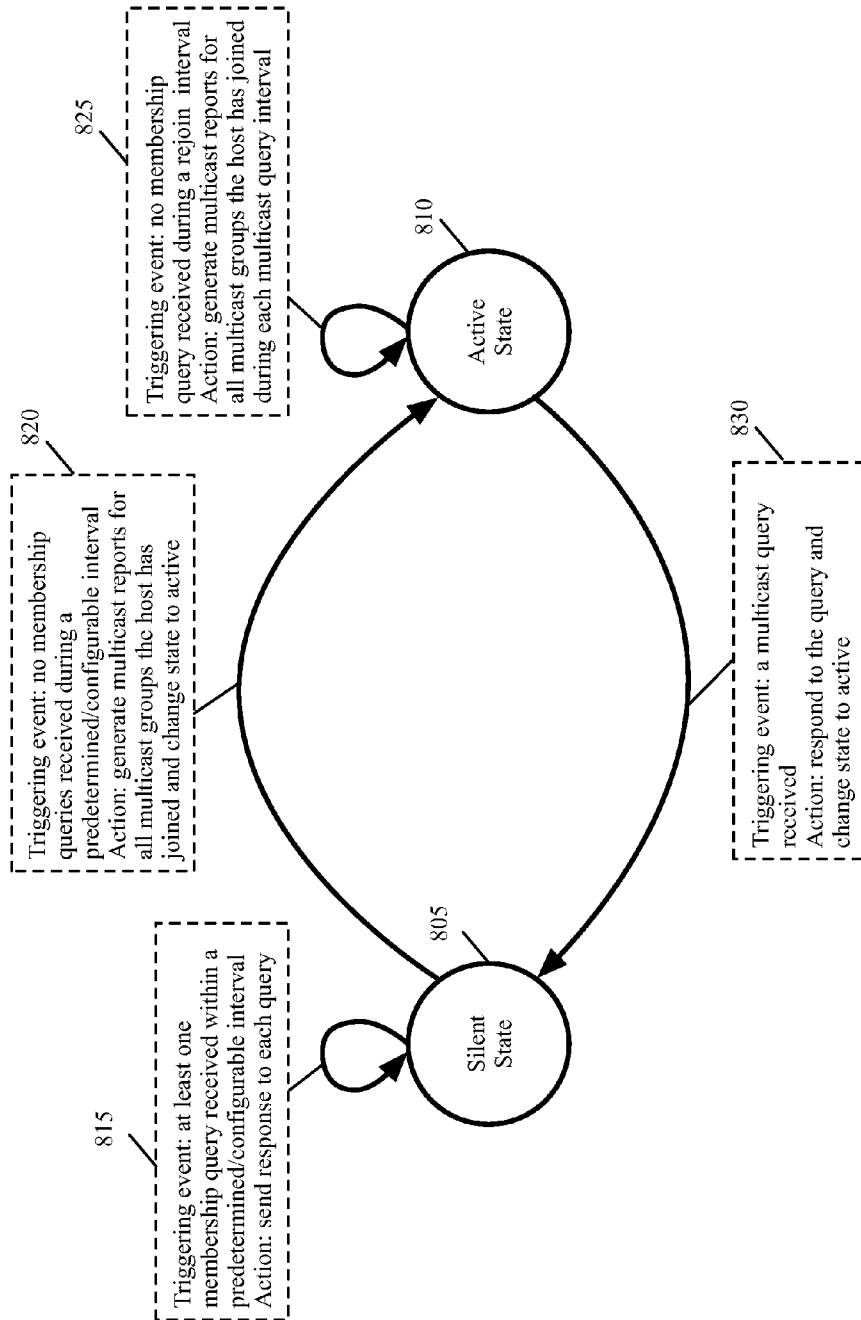 815
Triggering event: at least one
membership query received within a
predetermined/configurable interval
Action: send response to each query
820
Triggering event: no membership
queries received during a
predetermined/configurable interval
Action: generate multicast reports for
all multicast groups the host has
joined and change state to active
825
Triggering event: no membership
query received during a rejoin interval
Action: generate multicast reports for
all multicast groups the host has joined
during each multicast query interval
805
Silent
State
810
Active
State
830
Triggering event: a multicast query
received
Action: respond to the query and
change state to active